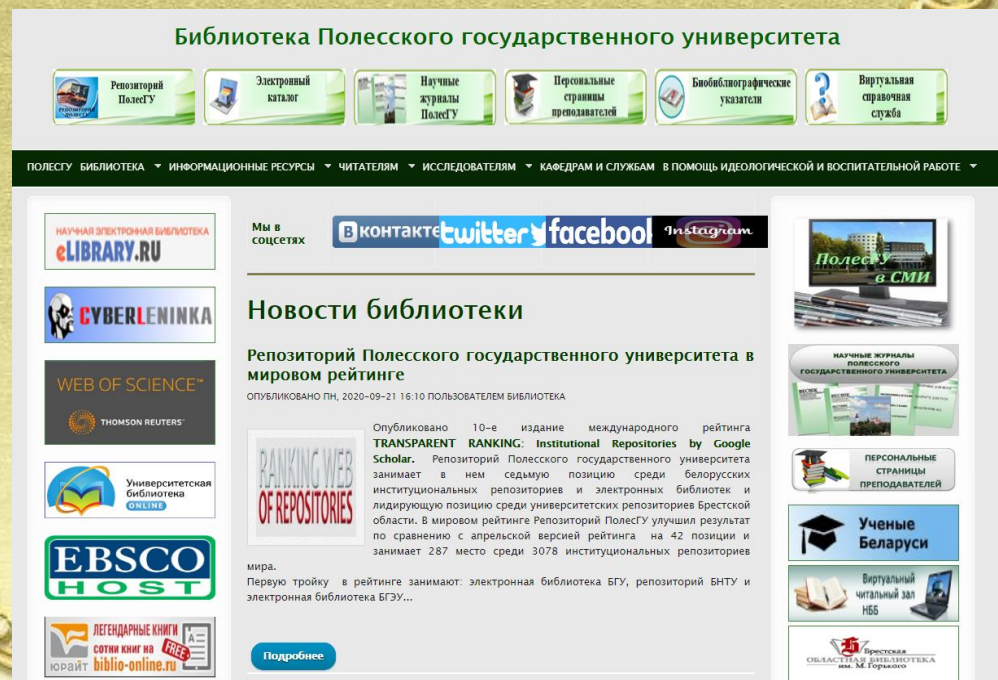 Библиотека Полесского государственного университета
Репозиторий
ПолесГУ
Электронный
каталог
Научные
журналы
ПолесГУ
Персональные
страницы
преподавателей
Биобиблиографические
указатели
Виртуальная
справочная
служба
ПОЛЕСГУ БИБЛИОТЕКА ИНФОРМАЦИОННЫЕ РЕСУРСЫ ЧИТАТЕЛЯМ ИССЛЕДОВАТЕЛЯМ КАФЕДРАМ И СЛУЖБАМ В ПОМОЩЬ ИДЕОЛОГИЧЕСКОЙ И ВОСПИТАТЕЛЬНОЙ РАБОТЕ
НАУЧНАЯ ЭЛЕКТРОННАЯ БИБЛИОТЕКА
eLIBRARY.RU
CYBERLENINKA
WEB OF SCIENCE™
THOMSON REUTERS
Университетская
библиотека
ONLINE
EBSCO
HOST
ЛЕГЕНДАРНЫЕ КНИГИ
СОТНИ КНИГ НА FREE
юрайт biblio-online.ru
Мы в
соцсетях
В контакте twitter facebook Instagram
Новости библиотеки
Репозиторий Полесского государственного университета в
мировом рейтинге
ОПУБЛИКОВАНО ПН, 2020-09-21 16:10 ПОЛЬЗОВАТЕЛЕМ БИБЛИОТЕКА
RANKING WEB
OF REPOSITORIES
Опубликовано 10-е издание международного рейтинга
TRANSPARENT RANKING: Institutional Repositories by Google
Scholar. Репозиторий Полесского государственного университета
занимает в нем седьмую позицию среди белорусских
институциональных репозиториев и электронных библиотек и
лидирующую позицию среди университетских репозиториев Брестской
области. В мировом рейтинге Репозиторий ПолесГУ улучшил результат
по сравнению с апрельской версией рейтинга на 42 позиции и
занимает 287 место среди 3078 институциональных репозиториев
мира.
Первую тройку в рейтинге занимают: электронная библиотека БГУ, репозиторий БНТУ и
электронная библиотека БГЭУ...
Подробнее
ПолесГУ
в СМИ
НАУЧНЫЕ ЖУРНАЛЫ
ПОЛЕССКОГО
ГОСУДАРСТВЕННОГО УНИВЕРСИТЕТА
ПЕРСОНАЛЬНЫЕ
СТРАНИЦЫ
ПРЕПОДАВАТЕЛЕЙ
Ученые
Беларуси
Виртуальный
читальный зал
НББ
Брестская
ОБЛАСТНАЯ БИБЛИОТЕКА
им. М. Горького